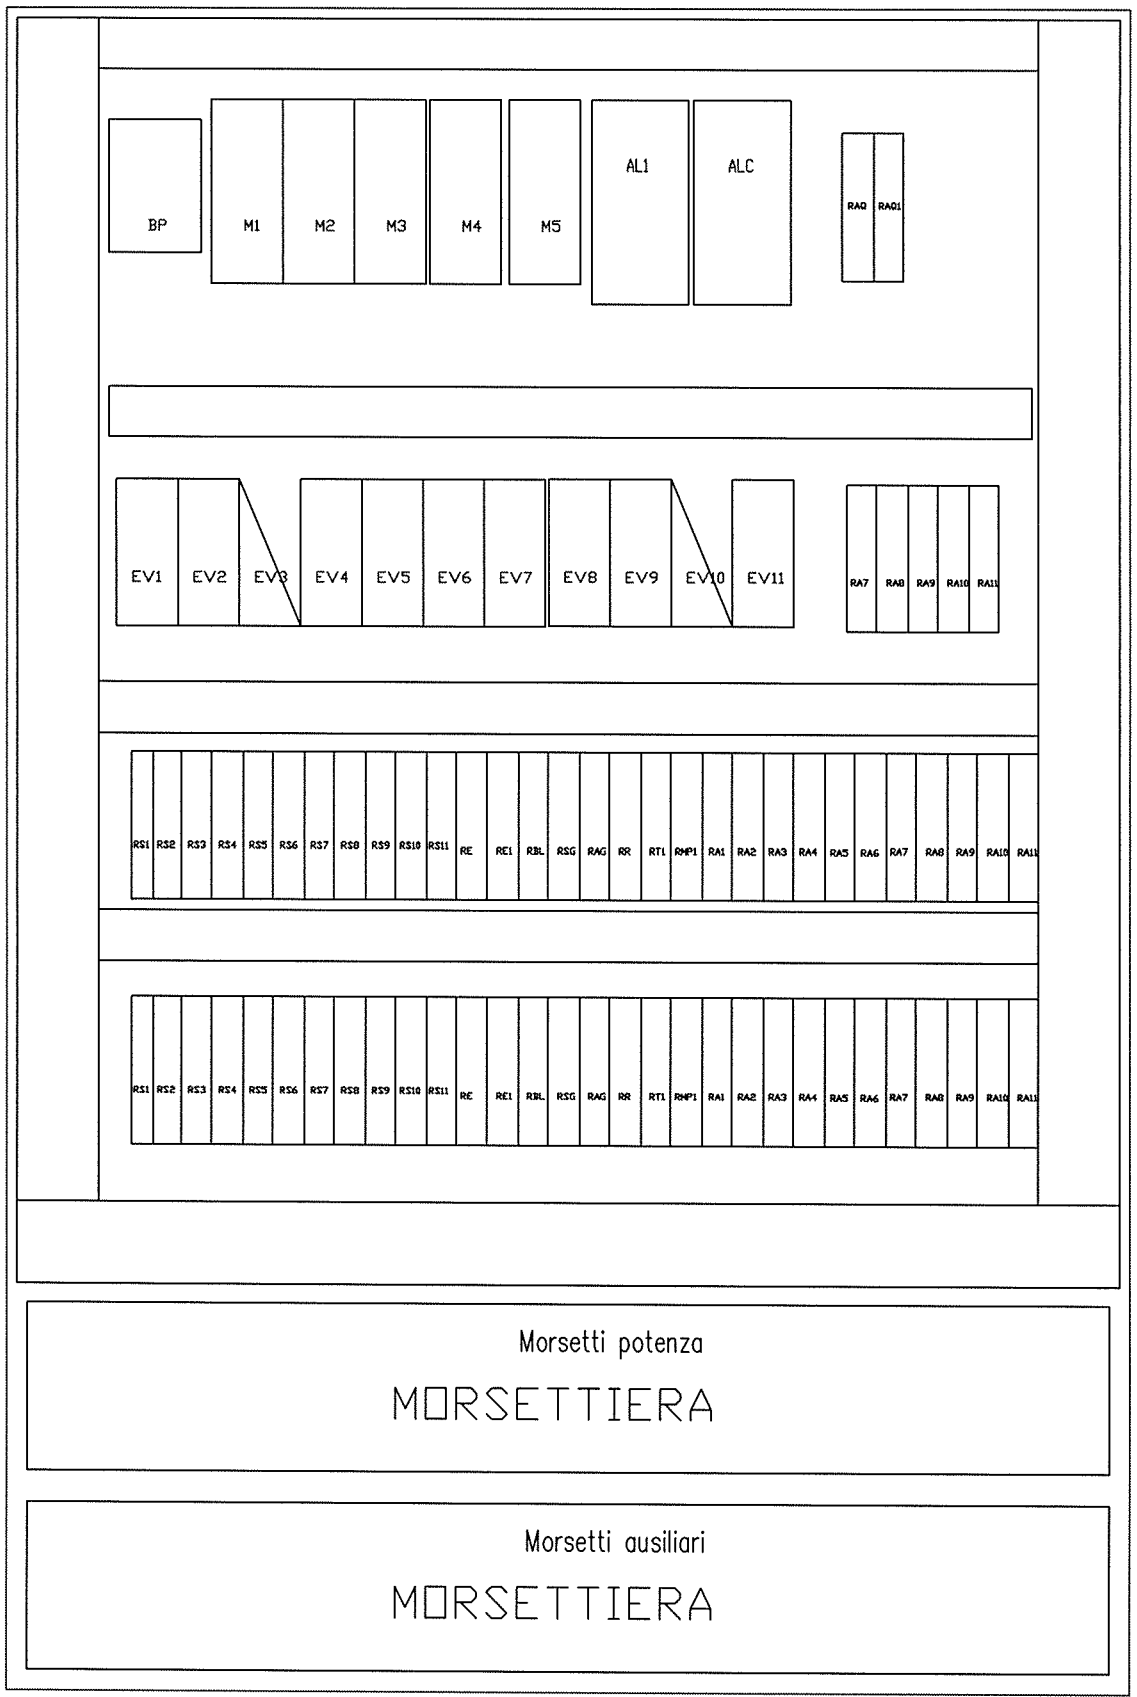 AL1 ALC
BP M1 M2 M3 M4 M5 RAQ RAQ1
EV1 EV2 EV3 EV4 EV5 EV6 EV7 EV8 EV9 EV10 EV11 RA7 RA8 RA9 RA10 RA11
RS1 RS2 RS3 RS4 RS5 RS6 RS7 RS8 RS9 RS10 RS11 RE RE1 RBL RSG RAG RR RT1 RMP1 RA1 RA2 RA3 RA4 RA5 RA6 RA7 RA8 RA9 RA10 RA11
RS1 RS2 RS3 RS4 RS5 RS6 RS7 RS8 RS9 RS10 RS11 RE RE1 RBL RSG RAG RR RT1 RMP1 RA1 RA2 RA3 RA4 RA5 RA6 RA7 RA8 RA9 RA10 RA11
Morsetti potenza
MORSETTIERA
Morsetti ausiliari
MORSETTIERA